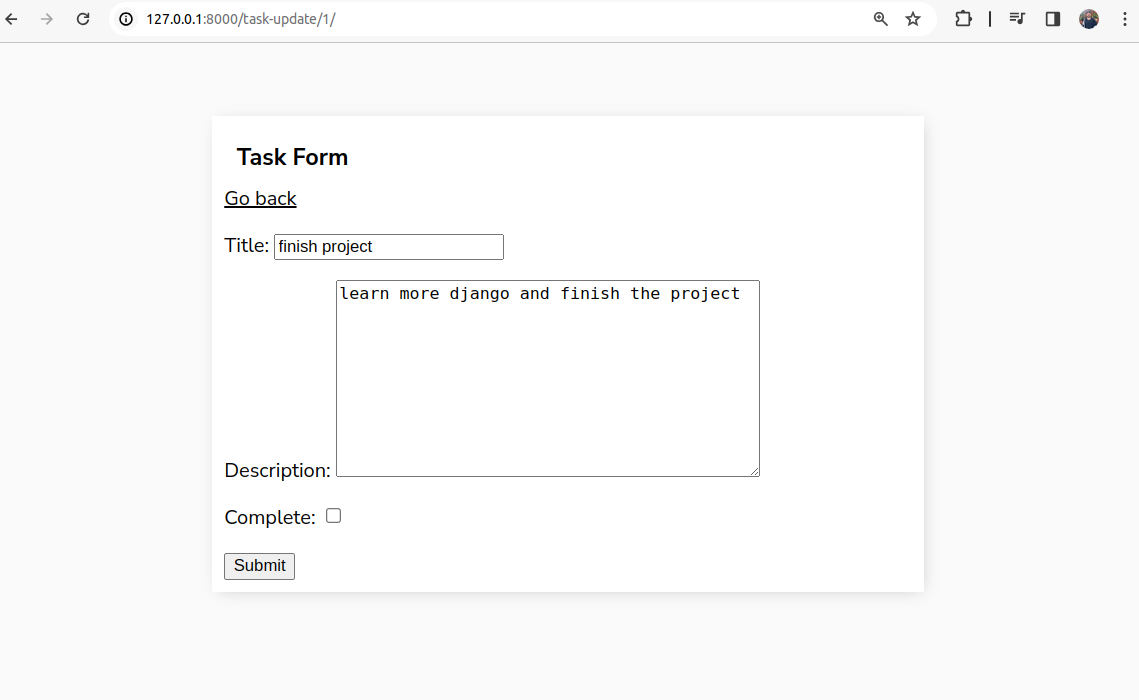 127.0.0.1:8000/task-update/1/
Task Form
Go back
Title: finish project
learn more django and finish the project
Description:
Complete:
Submit